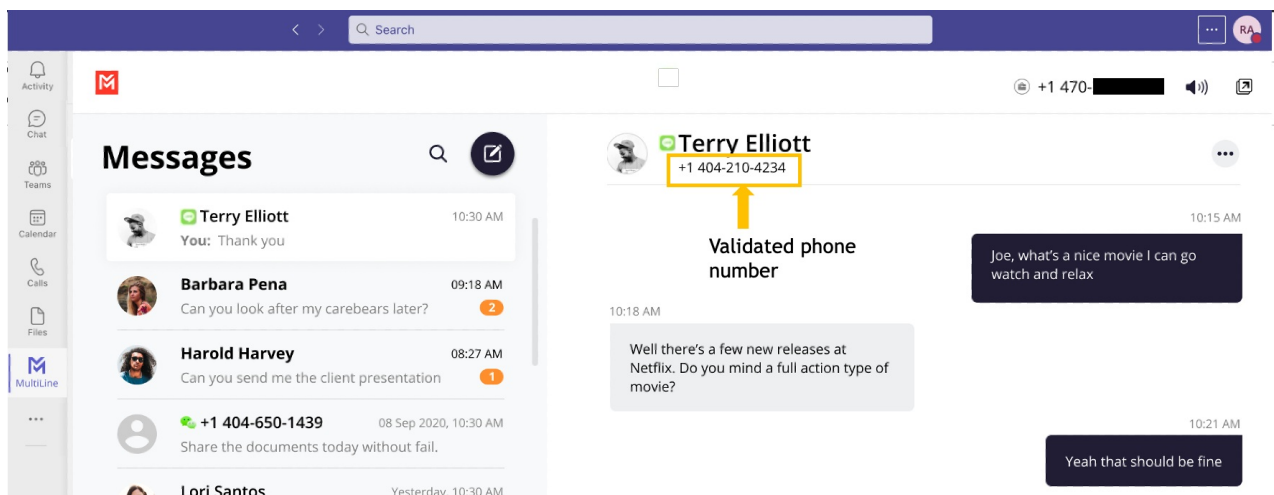 Search
...
RA
Activity
Chat
Teams
Calendar
Calls
Files
MultiLine
...
+1 470-
Messages
Terry Elliott
10:30 AM
You: Thank you
Barbara Pena
09:18 AM
Can you look after my carebears later?
2
Harold Harvey
08:27 AM
Can you send me the client presentation
1
+1 404-650-1439
08 Sep 2020, 10:30 AM
Share the documents today without fail.
Lori Santos
Yesterday, 10:30 AM
Terry Elliott
+1 404-210-4234
...
Validated phone
number
10:15 AM
Joe, what's a nice movie I can go
watch and relax
10:18 AM
Well there's a few new releases at
Netflix. Do you mind a full action type of
movie?
10:21 AM
Yeah that should be fine